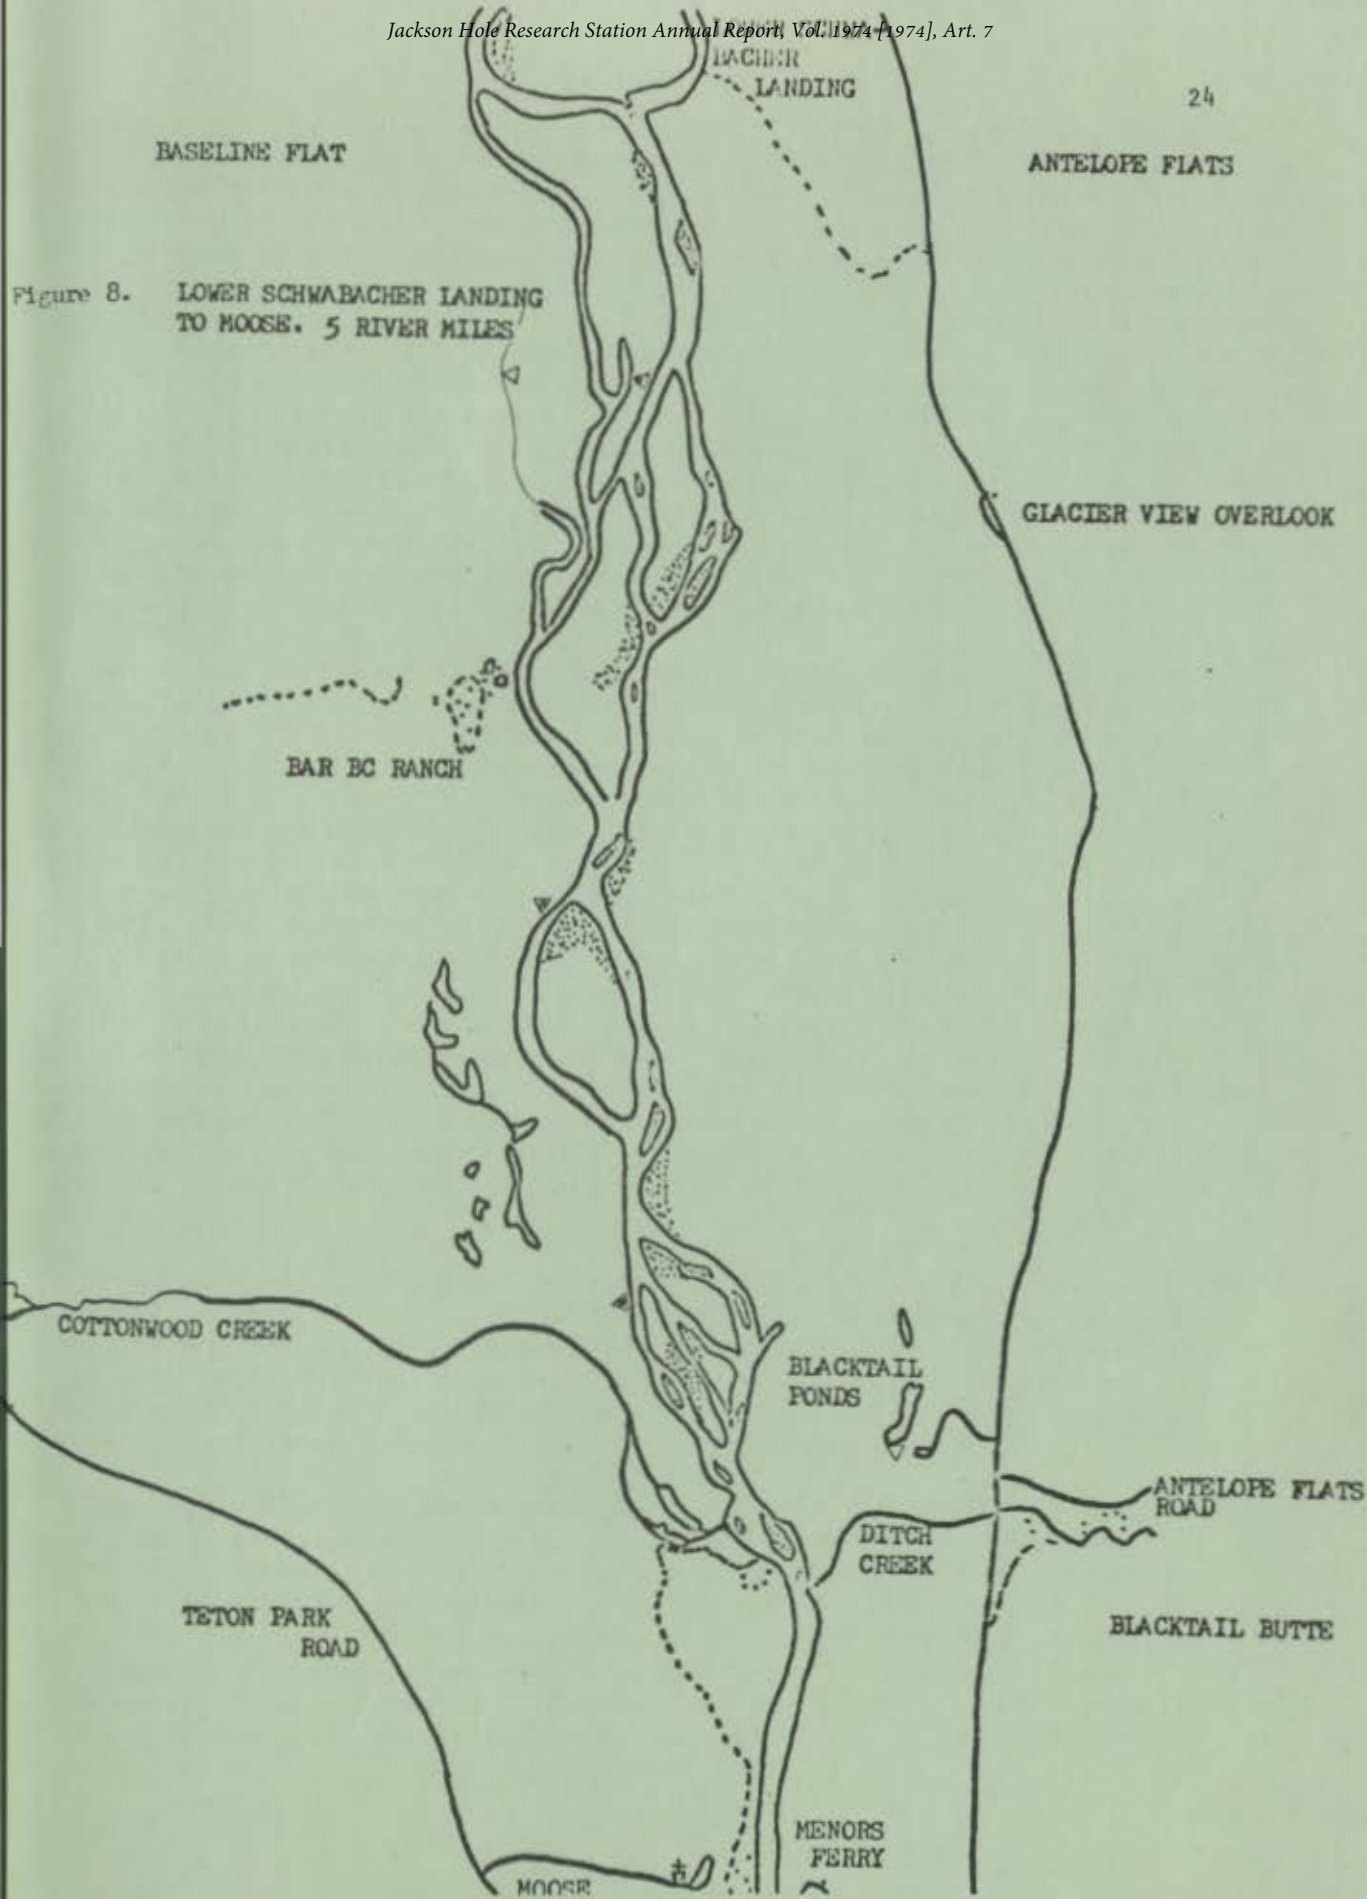 Jackson Hole Research Station Annual Report, Vol. 1974 [1974], Art. 7
BACHER
LANDING
24
BASELINE FLAT
ANTELOPE FLATS
Figure 8. LOWER SCHWABACHER LANDING
TO MOOSE. 5 RIVER MILES
GLACIER VIEW OVERLOOK
BAR BC RANCH
COTTONWOOD CREEK
BLACKTAIL
PONDS
ANTELOPE FLATS
ROAD
DITCH
CREEK
TETON PARK
ROAD
BLACKTAIL BUTTE
MENORS
FERRY
MOOSE